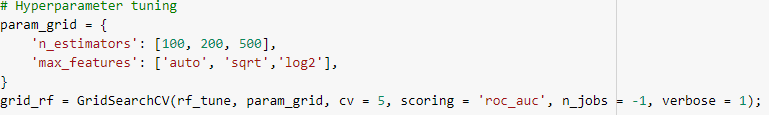 # Hyperparameter tuning
param_grid = {
    'n_estimators': [100, 200, 500],
    'max_features': ['auto', 'sqrt','log2'],
}
grid_rf = GridSearchCV(rf_tune, param_grid, cv = 5, scoring = 'roc_auc', n_jobs = -1, verbose = 1);